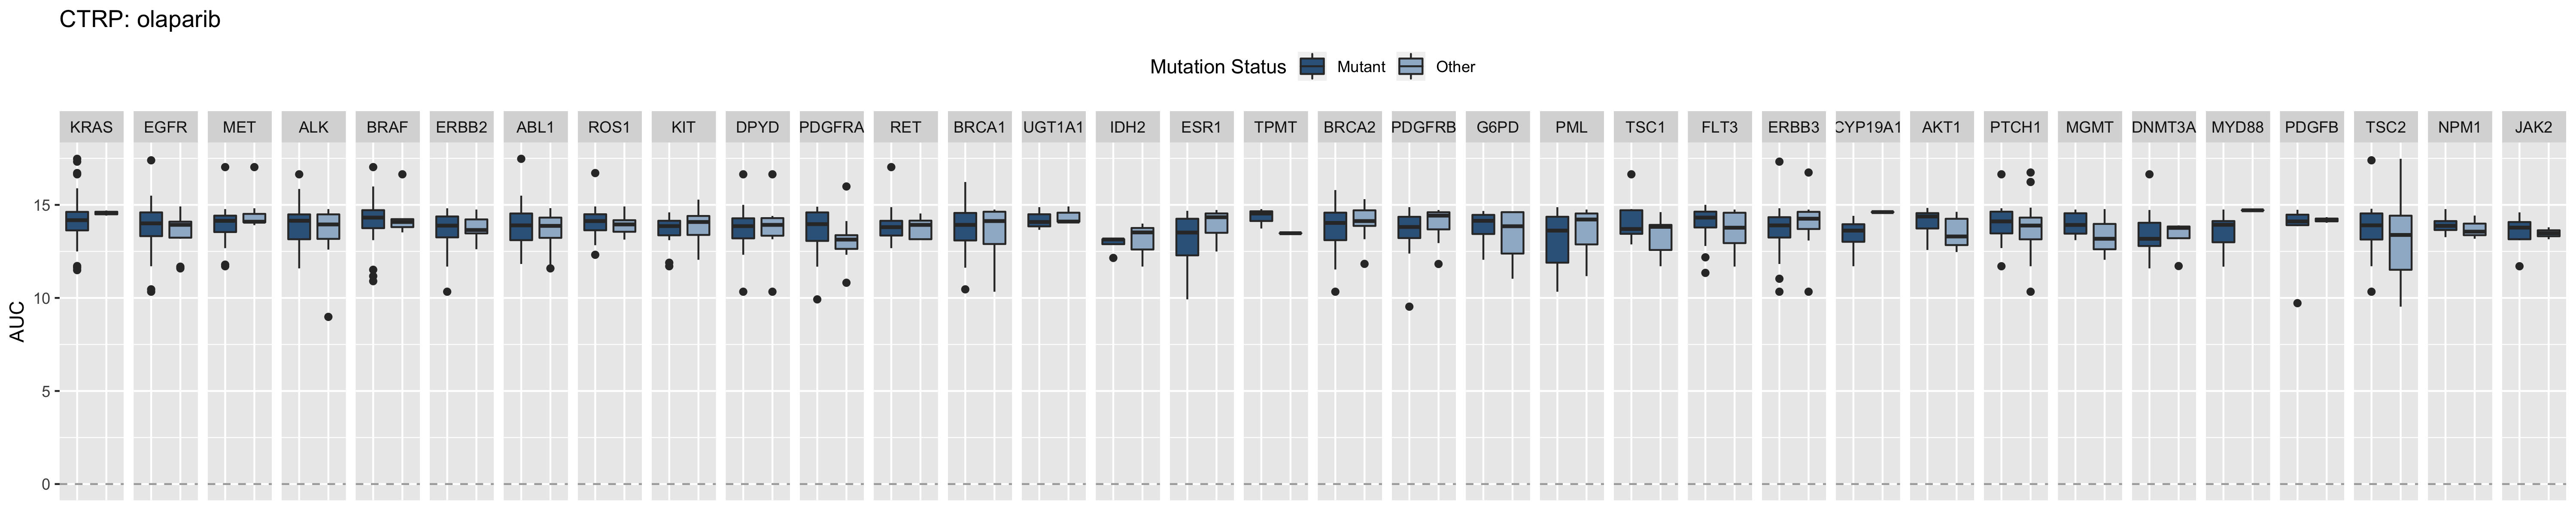 CTRP: olaparib
Mutation Status Mutant Other
KRAS EGFR MET ALK BRAF ERBB2 ABL1 ROS1 KIT DPYD PDGFRA RET BRCA1 UGT1A1 IDH2 ESR1 TPMT BRCA2 PDGFRB G6PD PML TSC1 FLT3 ERBB3 CYP19A1 AKT1 PTCH1 MGMT DNMT3A MYD88 PDGFB TSC2 NPM1 JAK2
15
10
AUC
5
0